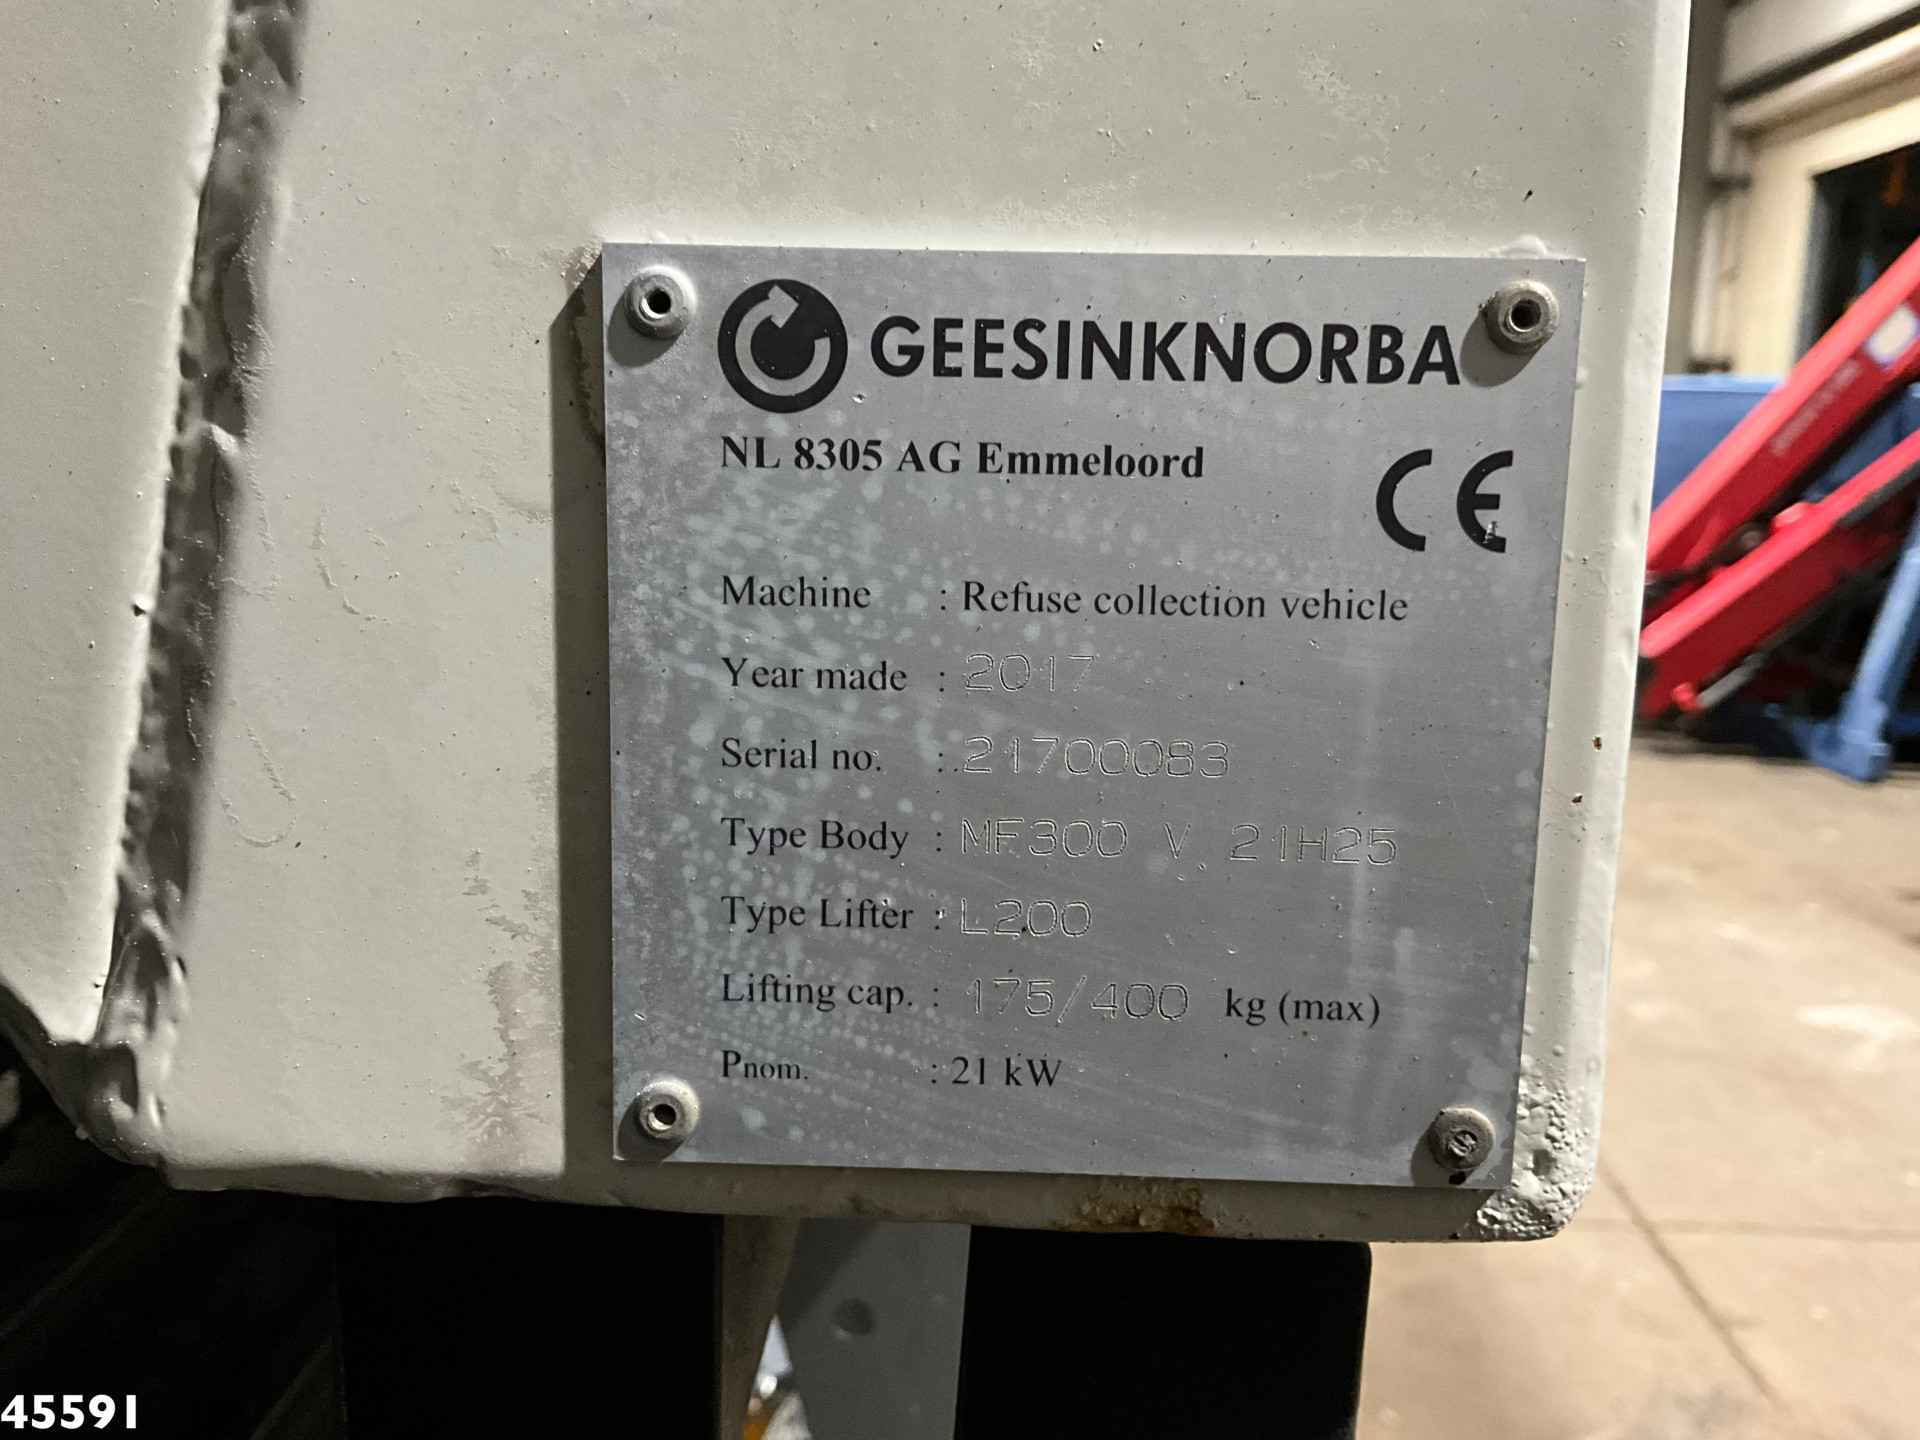 GEESINKNORBA
NL 8305 AG Emmeloord
CE
Machine : Refuse collection vehicle
Year made : 2017
Serial no. : 21700083
Type Body : MF300 V 21H25
Type Lifter : L200
Lifting cap. : 175/400 kg (max)
Pnom. : 21 kW
45591